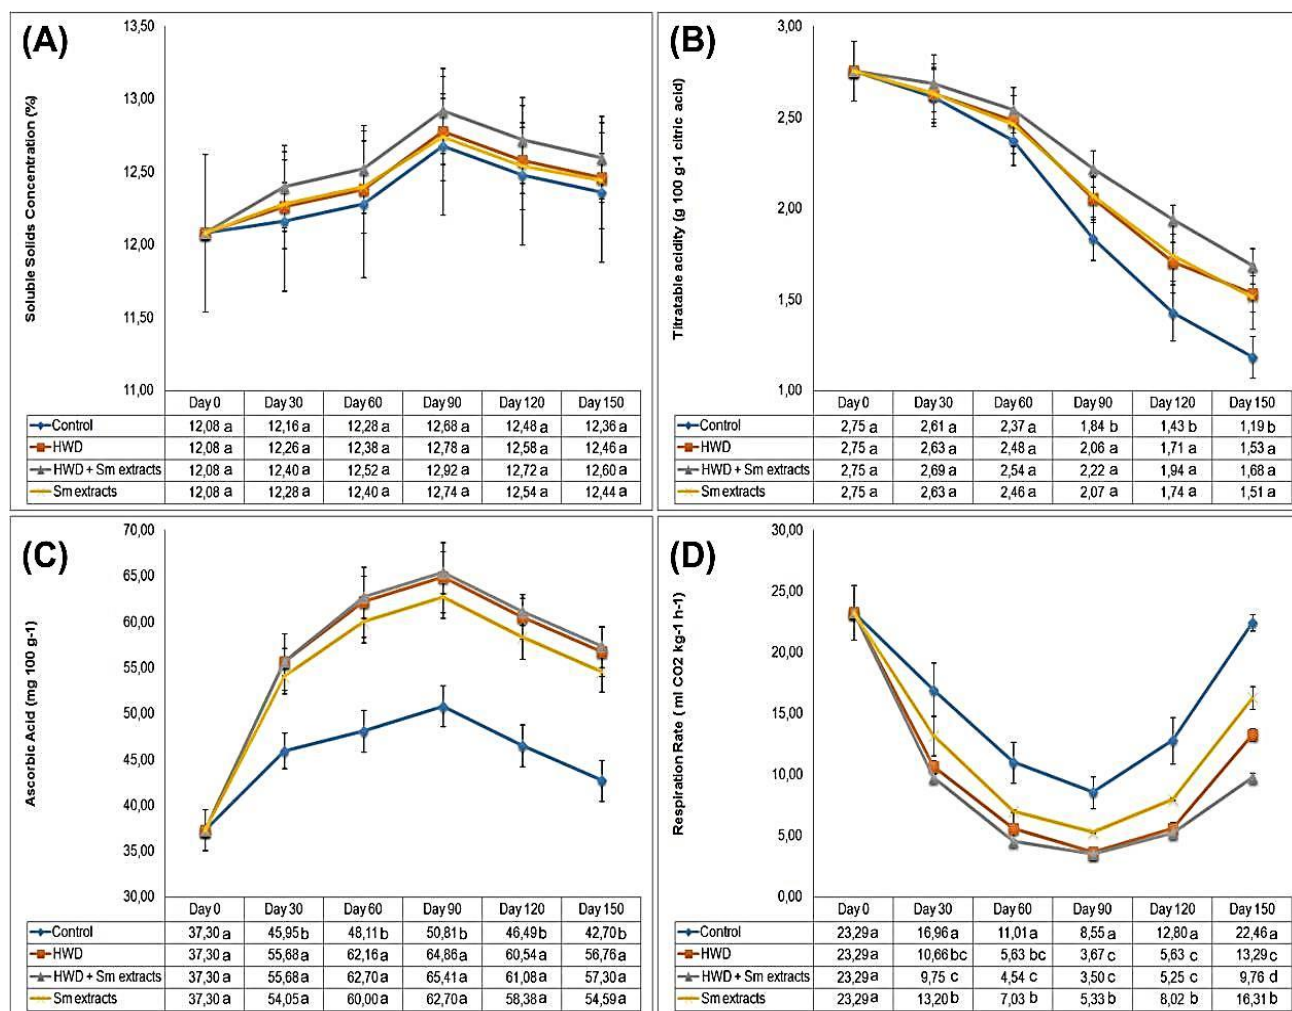 (A)
Soluble Solids Concentration (%)
13,50
13,00
12,50
12,00
11,50
11,00
Day 0 Day 30 Day 60 Day 90 Day 120 Day 150
Control 12,08 a 12,16 a 12,28 a 12,68 a 12,48 a 12,36 a
HWD 12,08 a 12,26 a 12,38 a 12,78 a 12,58 a 12,46 a
HWD + Sm extracts 12,08 a 12,40 a 12,52 a 12,92 a 12,72 a 12,60 a
Sm extracts 12,08 a 12,28 a 12,40 a 12,74 a 12,54 a 12,44 a
(B)
Titratable acidity (g 100 g-1 citric acid)
3,00
2,50
2,00
1,50
1,00
Day 0 Day 30 Day 60 Day 90 Day 120 Day 150
Control 2,75 a 2,61 a 2,37 a 1,84 b 1,43 b 1,19 b
HWD 2,75 a 2,63 a 2,48 a 2,06 a 1,71 a 1,53 a
HWD + Sm extracts 2,75 a 2,69 a 2,54 a 2,22 a 1,94 a 1,68 a
Sm extracts 2,75 a 2,63 a 2,46 a 2,07 a 1,74 a 1,51 a
(C)
Ascorbic Acid (mg 100 g-1)
70,00
65,00
60,00
55,00
50,00
45,00
40,00
35,00
30,00
Day 0 Day 30 Day 60 Day 90 Day 120 Day 150
Control 37,30 a 45,95 b 48,11 b 50,81 b 46,49 b 42,70 b
HWD 37,30 a 55,68 a 62,16 a 64,86 a 60,54 a 56,76 a
HWD + Sm extracts 37,30 a 55,68 a 62,70 a 65,41 a 61,08 a 57,30 a
Sm extracts 37,30 a 54,05 a 60,00 a 62,70 a 58,38 a 54,59 a
(D)
Respiration Rate ( ml CO2 kg-1 h-1)
30,00
25,00
20,00
15,00
10,00
5,00
0,00
Day 0 Day 30 Day 60 Day 90 Day 120 Day 150
Control 23,29 a 16,96 a 11,01 a 8,55 a 12,80 a 22,46 a
HWD 23,29 a 10,66 bc 5,63 bc 3,67 c 5,63 c 13,29 c
HWD + Sm extracts 23,29 a 9,75 c 4,54 c 3,50 c 5,25 c 9,76 d
Sm extracts 23,29 a 13,20 b 7,03 b 5,33 b 8,02 b 16,31 b